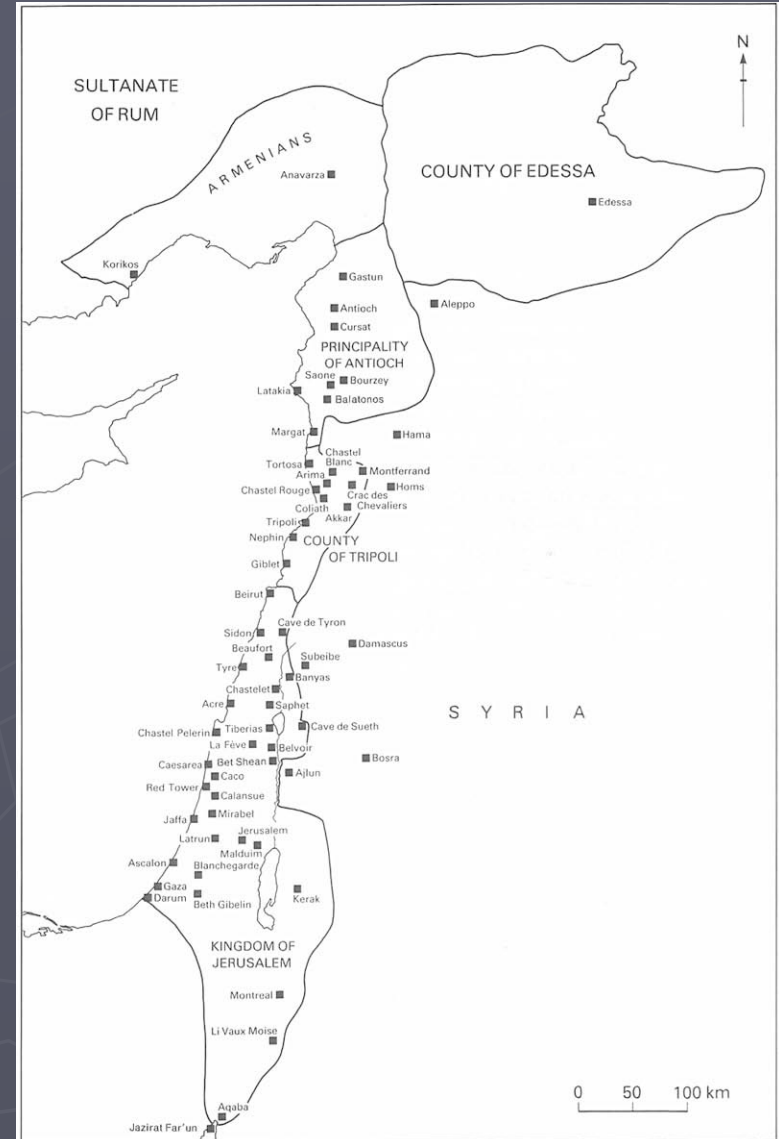 N
SULTANATE
OF RUM
ARMENIANS
Anavarza
COUNTY OF EDESSA
Edessa
Korikos
Gastun
Aleppo
Antioch
Cursat
PRINCIPALITY
OF ANTIOCH
Saone
Bourzey
Latakia
Balatonos
Margat
Hama
Chastel
Blanc
Tortosa
Montferrand
Arima
Chastel Rouge
Homs
Crac des
Chevaliers
Coliath
Akkar
Tripoli
Nephin
COUNTY
OF TRIPOLI
Giblet
Beirut
Sidon
Cave de Tyron
Damascus
Beaufort
Subeibe
Tyre
Banyas
Chastelet
Acre
Saphet
SYRIA
Chastel Pelerin
Tiberias
Cave de Sueth
La Fève
Belvoir
Bet Shean
Bosra
Caesarea
Caco
Ajlun
Red Tower
Calansue
Mirabel
Jaffa
Latrun
Jerusalem
Malduim
Ascalon
Blanchegarde
Gaza
Darum
Beth Gibelin
Kerak
KINGDOM OF
JERUSALEM
Montreal
Li Vaux Moise
0 50 100 km
Aqaba
Jazirat Far'un